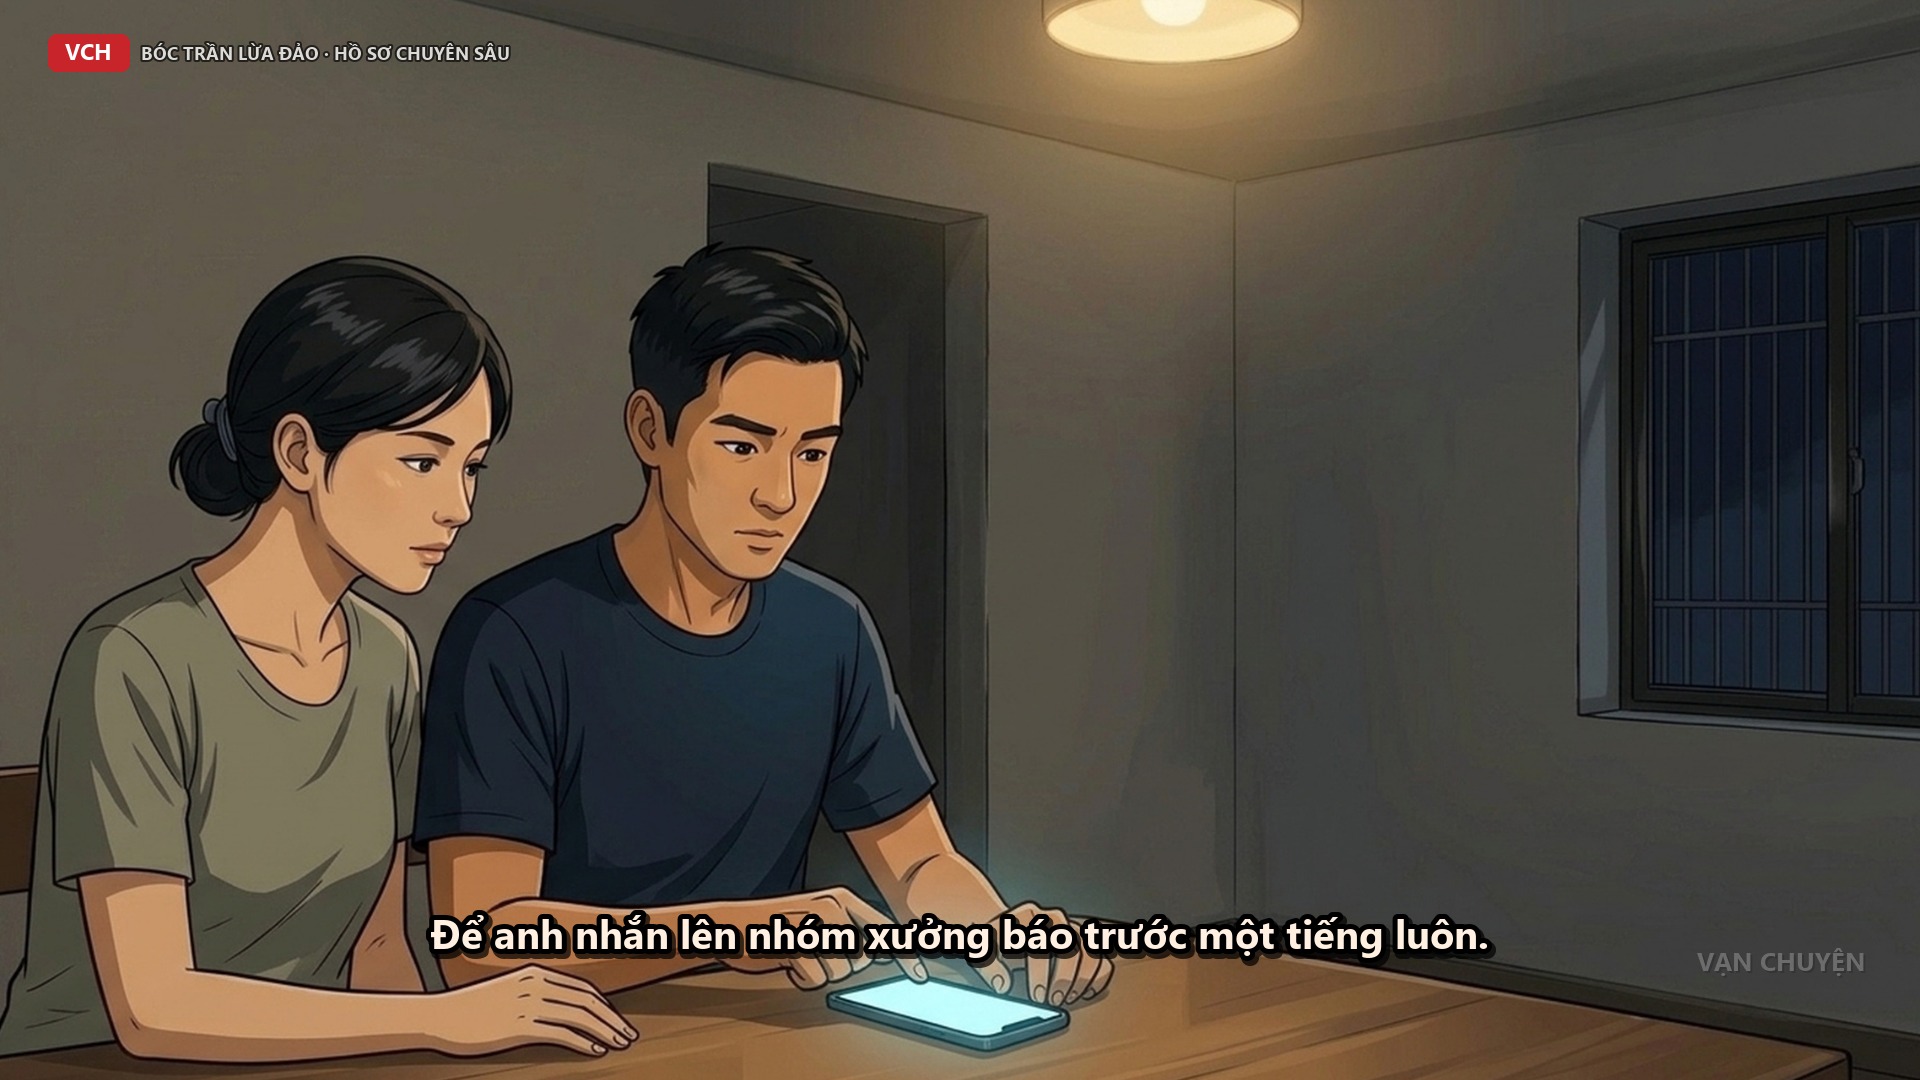 VCH BÓC TRẦN LỪA ĐẢO · HỒ SƠ CHUYÊN SÂU
Để anh nhắn lên nhóm xưởng báo trước một tiếng luôn.
VẠN CHUYỆN